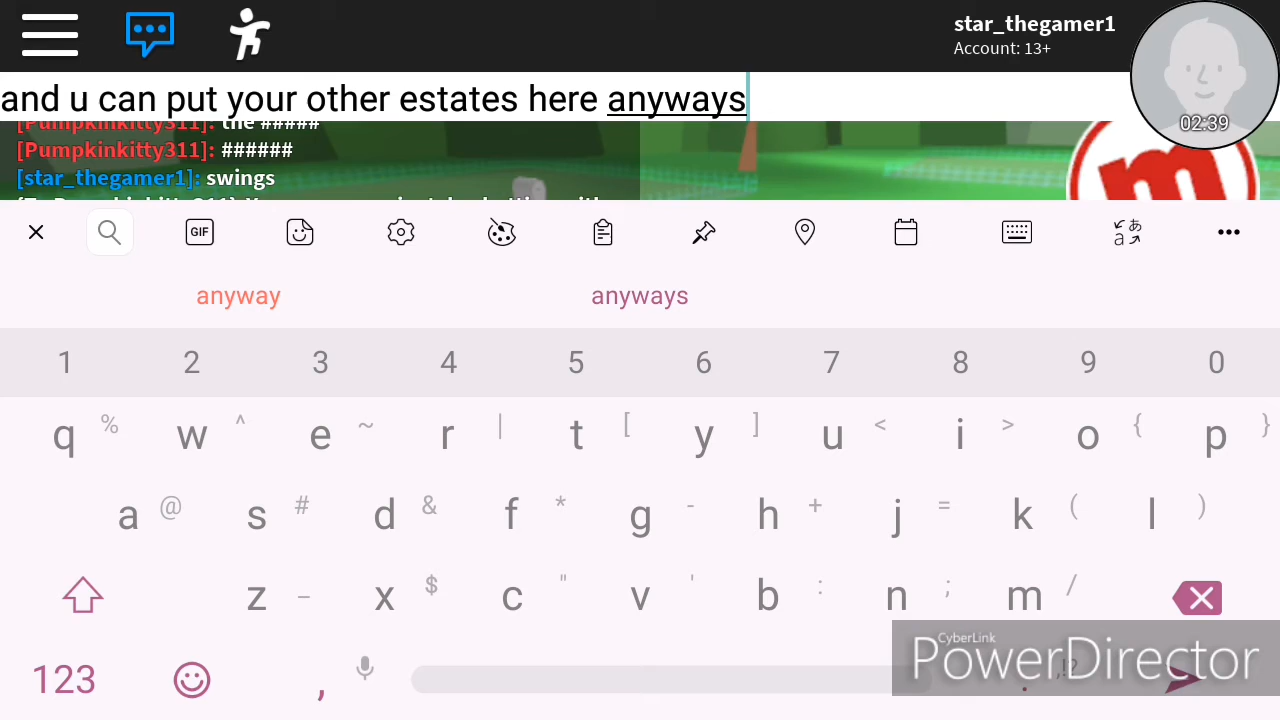 star_thegamer1
Account: 13+
02:39
and u can put your other estates here anyways
[Pumpkinkitty311]: the #####
[Pumpkinkitty311]: ######
[star_thegamer1]: swings
m
GIF
あ
a
anyway anyways
1 2 3 4 5 6 7 8 9 0
q % w ^ e ~ r | t [ y ] u < i > o { p }
a @ s # d & f * g - h + j = k ( l )
z _ x $ c " v ' b : n ; m /
123 , . ,!?
CyberLink
PowerDirector